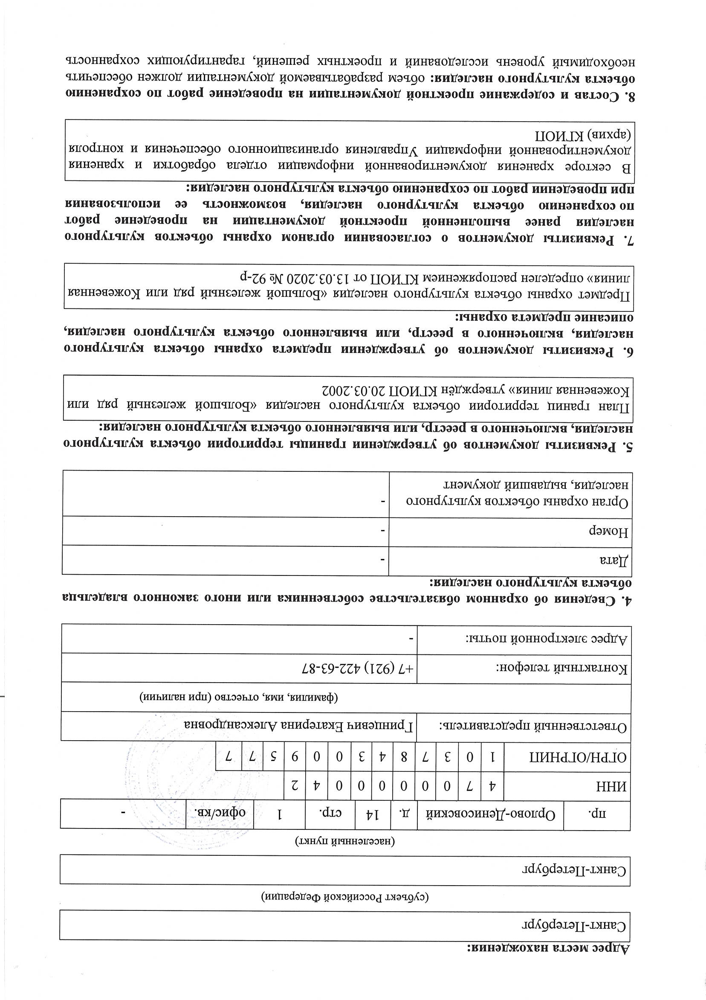 Адрес места нахождения:
Санкт-Петербург
(субъект Российской Федерации)
Санкт-Петербург
(населенный пункт)
пр. Орлово-Денисовский д. 14 стр. 1 офис/кв. -
ИНН 4 7 0 0 0 0 0 0 4 2
ОГРН/ОГРНИП 1 0 3 7 8 4 3 0 0 9 5 7 7
Ответственный представитель: Гринцевич Екатерина Александровна
(фамилия, имя, отчество (при наличии)
Контактный телефон: +7 (921) 422-63-87
Адрес электронной почты: -
4. Сведения об охранном обязательстве собственника или иного законного владельца
объекта культурного наследия:
Дата -
Номер -
Орган охраны объектов культурного -
наследия, выдавший документ
5. Реквизиты документов об утверждении границы территории объекта культурного
наследия, включенного в реестр, или выявленного объекта культурного наследия:
План границ территории объекта культурного наследия «Большой железный ряд или
Кожевенная линия» утверждён КГИОП 20.03.2002
6. Реквизиты документов об утверждении предмета охраны объекта культурного
наследия, включенного в реестр, или выявленного объекта культурного наследия,
описание предмета охраны:
Предмет охраны объекта культурного наследия «Большой железный ряд или Кожевенная
линия» определен распоряжением КГИОП от 13.03.2020 № 92-р
7. Реквизиты документов о согласовании органом охраны объектов культурного
наследия ранее выполненной проектной документации на проведение работ
по сохранению объекта культурного наследия, возможность ее использования
при проведении работ по сохранению объекта культурного наследия:
В секторе хранения документированной информации отдела обработки и хранения
документированной информации Управления организационного обеспечения и контроля
(архив) КГИОП
8. Состав и содержание проектной документации на проведение работ по сохранению
объекта культурного наследия: объем разрабатываемой документации должен обеспечить
необходимый уровень исследований и проектных решений, гарантирующих сохранность